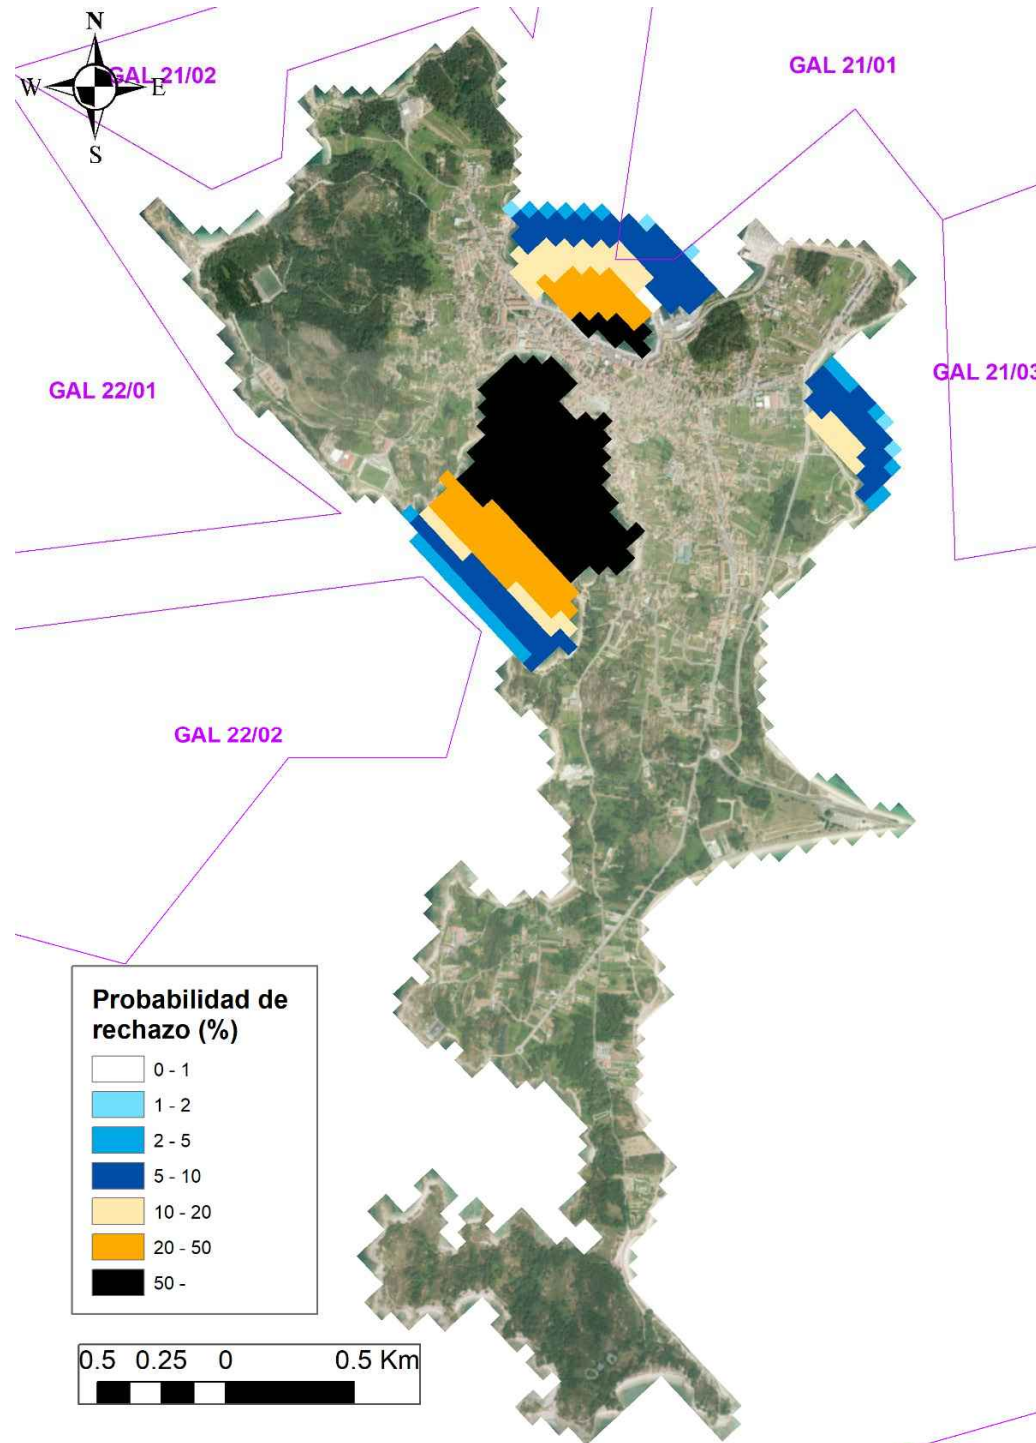 N
W E
S
GAL 21/02
GAL 21/01
GAL 22/01
GAL 21/03
GAL 22/02
Probabilidad de
rechazo (%)
0 - 1
1 - 2
2 - 5
5 - 10
10 - 20
20 - 50
50 -
0.5 0.25 0 0.5 Km